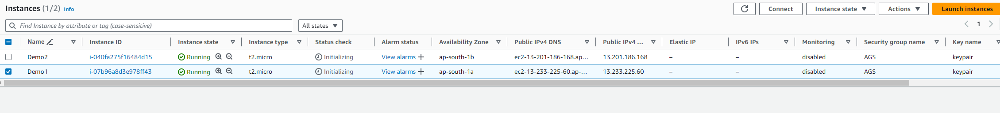 Instances (1/2) Info Connect Instance state Actions Launch instances
Find Instance by attribute or tag (case-sensitive) All states 1
Name Instance ID Instance state Instance type Status check Alarm status Availability Zone Public IPv4 DNS Public IPv4 ... Elastic IP IPv6 IPs Monitoring Security group name Key name
Demo2 i-040fa275f16484d15 Running t2.micro Initializing View alarms + ap-south-1b ec2-13-201-186-168.ap... 13.201.186.168 – – disabled AGS keypair
Demo1 i-07b96a8d3e978ff43 Running t2.micro Initializing View alarms + ap-south-1a ec2-13-233-225-60.ap-... 13.233.225.60 – – disabled AGS keypair